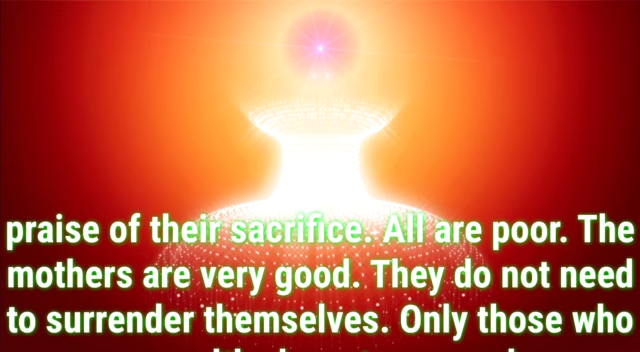 praise of their sacrifice. All are poor. The
mothers are very good. They do not need
to surrender themselves. Only those who